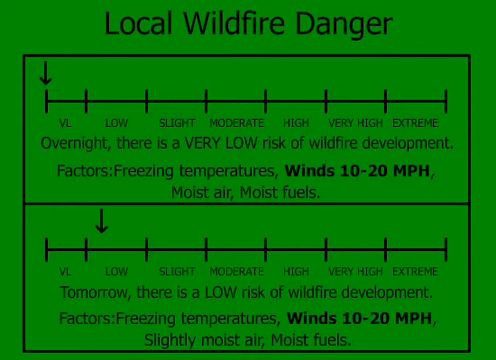 Local Wildfire Danger
VL LOW SLIGHT MODERATE HIGH VERY HIGH EXTREME
Overnight, there is a VERY LOW risk of wildfire development.
Factors:Freezing temperatures, Winds 10-20 MPH,
Moist air, Moist fuels.
VL LOW SLIGHT MODERATE HIGH VERY HIGH EXTREME
Tomorrow, there is a LOW risk of wildfire development.
Factors:Freezing temperatures, Winds 10-20 MPH,
Slightly moist air, Moist fuels.